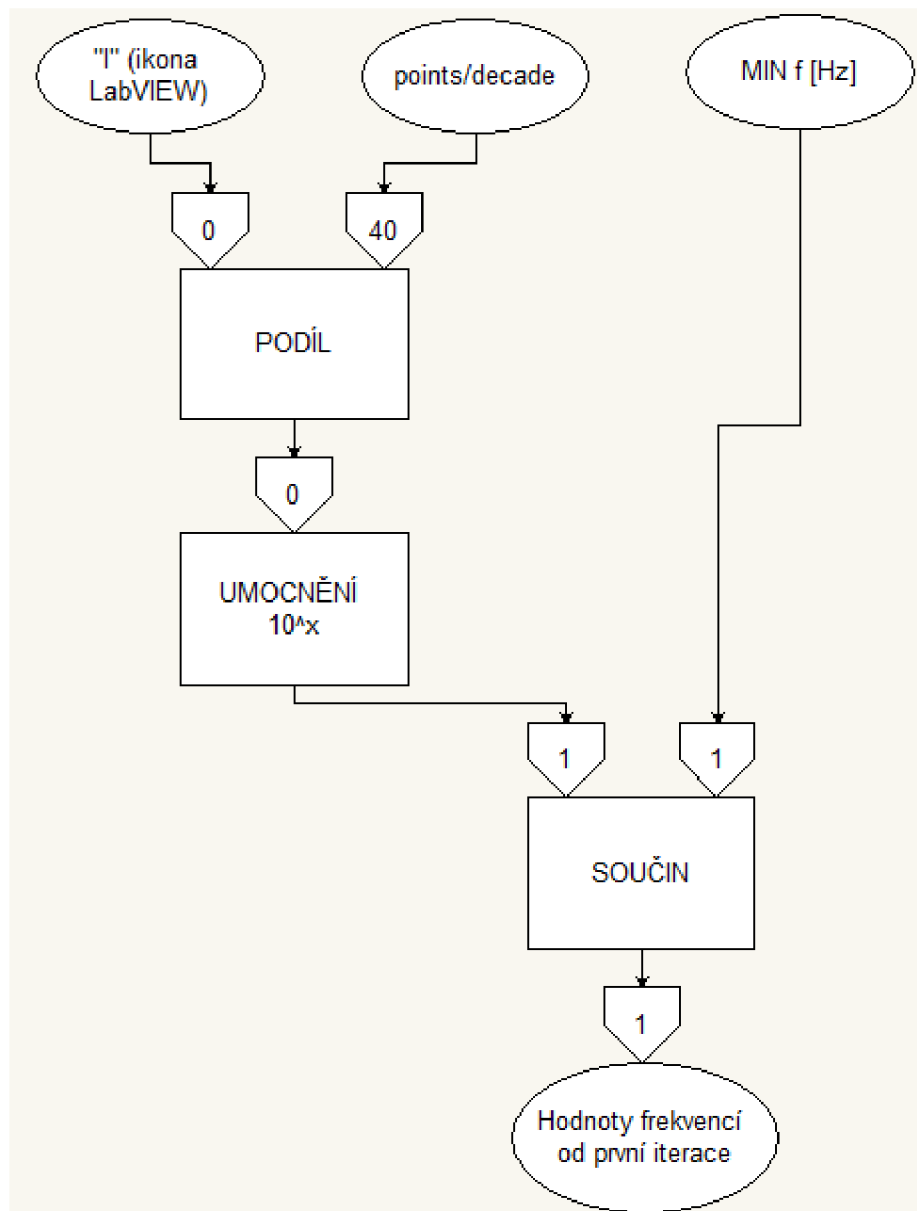 "I" (ikona
LabVIEW)
points/decade
MIN f [Hz]
0
40
PODÍL
0
UMOCNĚNÍ
10^x
1
1
SOUČIN
1
Hodnoty frekvencí
od první iterace